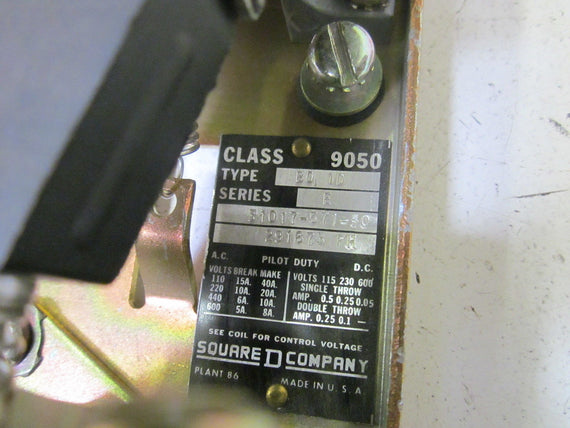 CLASS 9050
TYPE BO 1D
SERIES
A.C. PILOT DUTY D.C.
VOLTS BREAK MAKE VOLTS 115 230 600
110 15A. 40A. SINGLE THROW
220 10A. 20A. AMP. 0.5 0.25 0.05
440 6A. 10A. DOUBLE THROW
600 5A. 8A. AMP. 0.25 0.1 —
SEE COIL FOR CONTROL VOLTAGE
SQUARE D COMPANY
PLANT 86 MADE IN U.S.A.